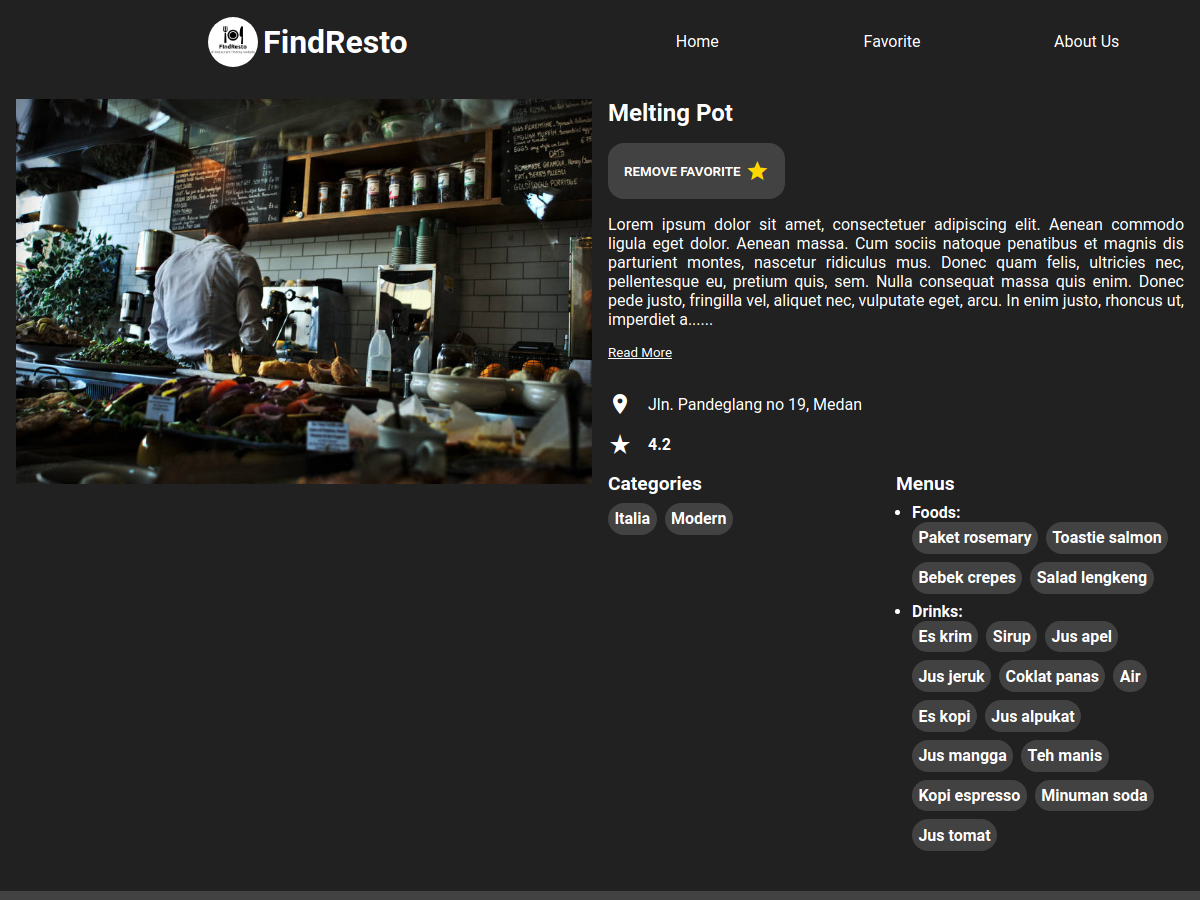 FindResto
FindResto
Home
Favorite
About Us
Melting Pot
REMOVE FAVORITE
Lorem ipsum dolor sit amet, consectetuer adipiscing elit. Aenean commodo
ligula eget dolor. Aenean massa. Cum sociis natoque penatibus et magnis dis
parturient montes, nascetur ridiculus mus. Donec quam felis, ultricies nec,
pellentesque eu, pretium quis, sem. Nulla consequat massa quis enim. Donec
pede justo, fringilla vel, aliquet nec, vulputate eget, arcu. In enim justo, rhoncus ut,
imperdiet a......
Read More
Jln. Pandeglang no 19, Medan
4.2
Categories
Italia
Modern
Menus
Foods:
Paket rosemary
Toastie salmon
Bebek crepes
Salad lengkeng
Drinks:
Es krim
Sirup
Jus apel
Jus jeruk
Coklat panas
Air
Es kopi
Jus alpukat
Jus mangga
Teh manis
Kopi espresso
Minuman soda
Jus tomat